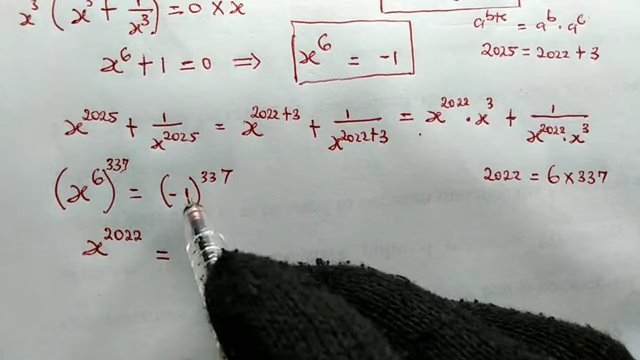 x³ (x³ + 1/x³) = 0 × x
a^(b+c) = a^b · a^c
x⁶ + 1 = 0 ⇒ x⁶ = -1
2025 = 2022 + 3
x^2025 + 1/x^2025 = x^(2022+3) + 1/x^(2022+3) = x^2022 · x³ + 1/(x^2022 · x³)
(x⁶)^337 = (-1)^337
2022 = 6 × 337
x^2022 =